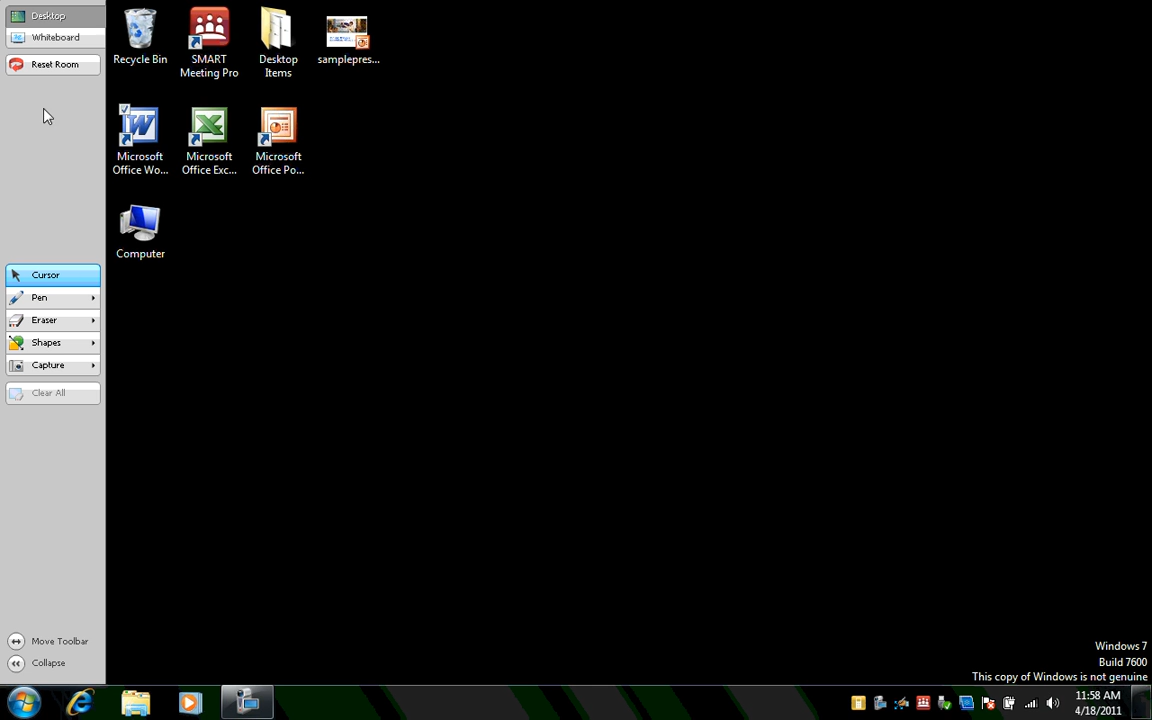 Desktop
Whiteboard
Reset Room
Recycle Bin
SMART
Meeting Pro
Desktop
Items
samplepres...
Microsoft
Office Wo...
Microsoft
Office Exc...
Microsoft
Office Po...
Computer
Cursor
Pen
Eraser
Shapes
Capture
Clear All
Move Toolbar
Collapse
Windows 7
Build 7600
This copy of Windows is not genuine
11:58 AM
4/18/2011